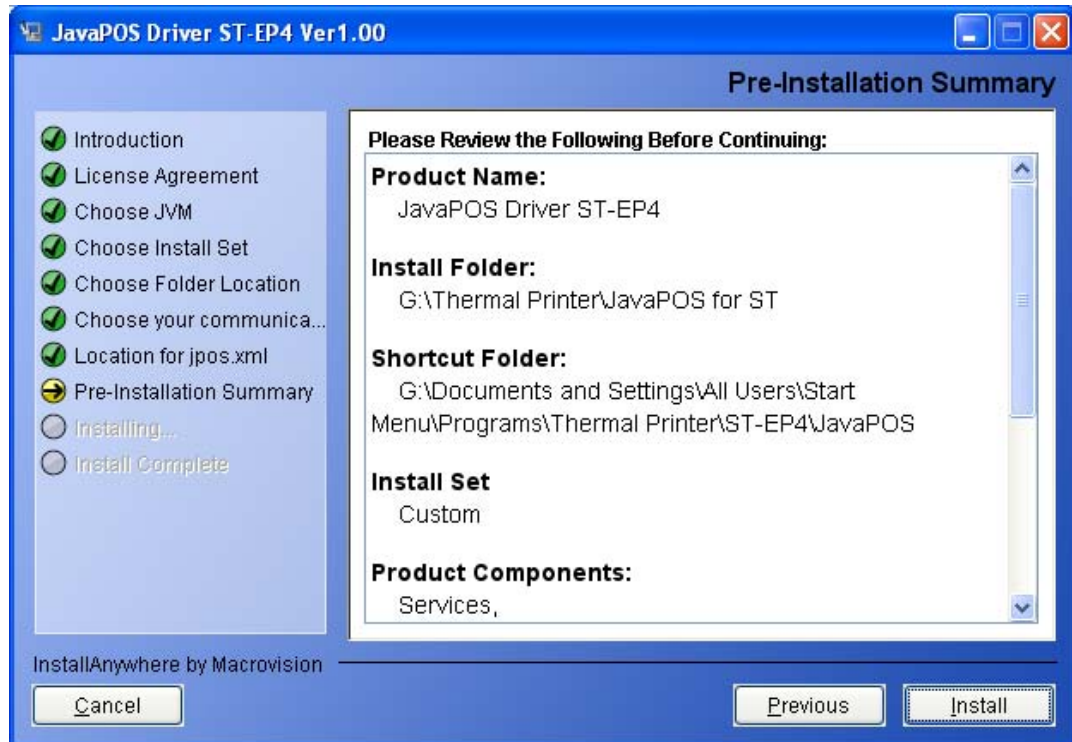 JavaPOS Driver ST-EP4 Ver1.00
Pre-Installation Summary
Introduction
License Agreement
Choose JVM
Choose Install Set
Choose Folder Location
Choose your communica...
Location for jpos.xml
Pre-Installation Summary
Installing...
Install Complete
Please Review the Following Before Continuing:
Product Name:
JavaPOS Driver ST-EP4
Install Folder:
G:\Thermal Printer\JavaPOS for ST
Shortcut Folder:
G:\Documents and Settings\All Users\Start
Menu\Programs\Thermal Printer\ST-EP4\JavaPOS
Install Set
Custom
Product Components:
Services,
InstallAnywhere by Macrovision
Cancel
Previous
Install